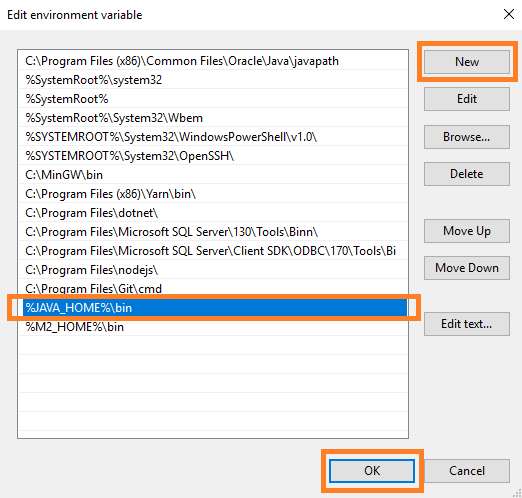 Edit environment variable
C:\Program Files (x86)\Common Files\Oracle\Java\javapath
%SystemRoot%\system32
%SystemRoot%
%SystemRoot%\System32\Wbem
%SYSTEMROOT%\System32\WindowsPowerShell\v1.0\
%SYSTEMROOT%\System32\OpenSSH\
C:\MinGW\bin
C:\Program Files (x86)\Yarn\bin\
C:\Program Files\dotnet\
C:\Program Files\Microsoft SQL Server\130\Tools\Binn\
C:\Program Files\Microsoft SQL Server\Client SDK\ODBC\170\Tools\Bi
C:\Program Files\nodejs\
C:\Program Files\Git\cmd
%JAVA_HOME%\bin
%M2_HOME%\bin
New
Edit
Browse...
Delete
Move Up
Move Down
Edit text...
OK
Cancel